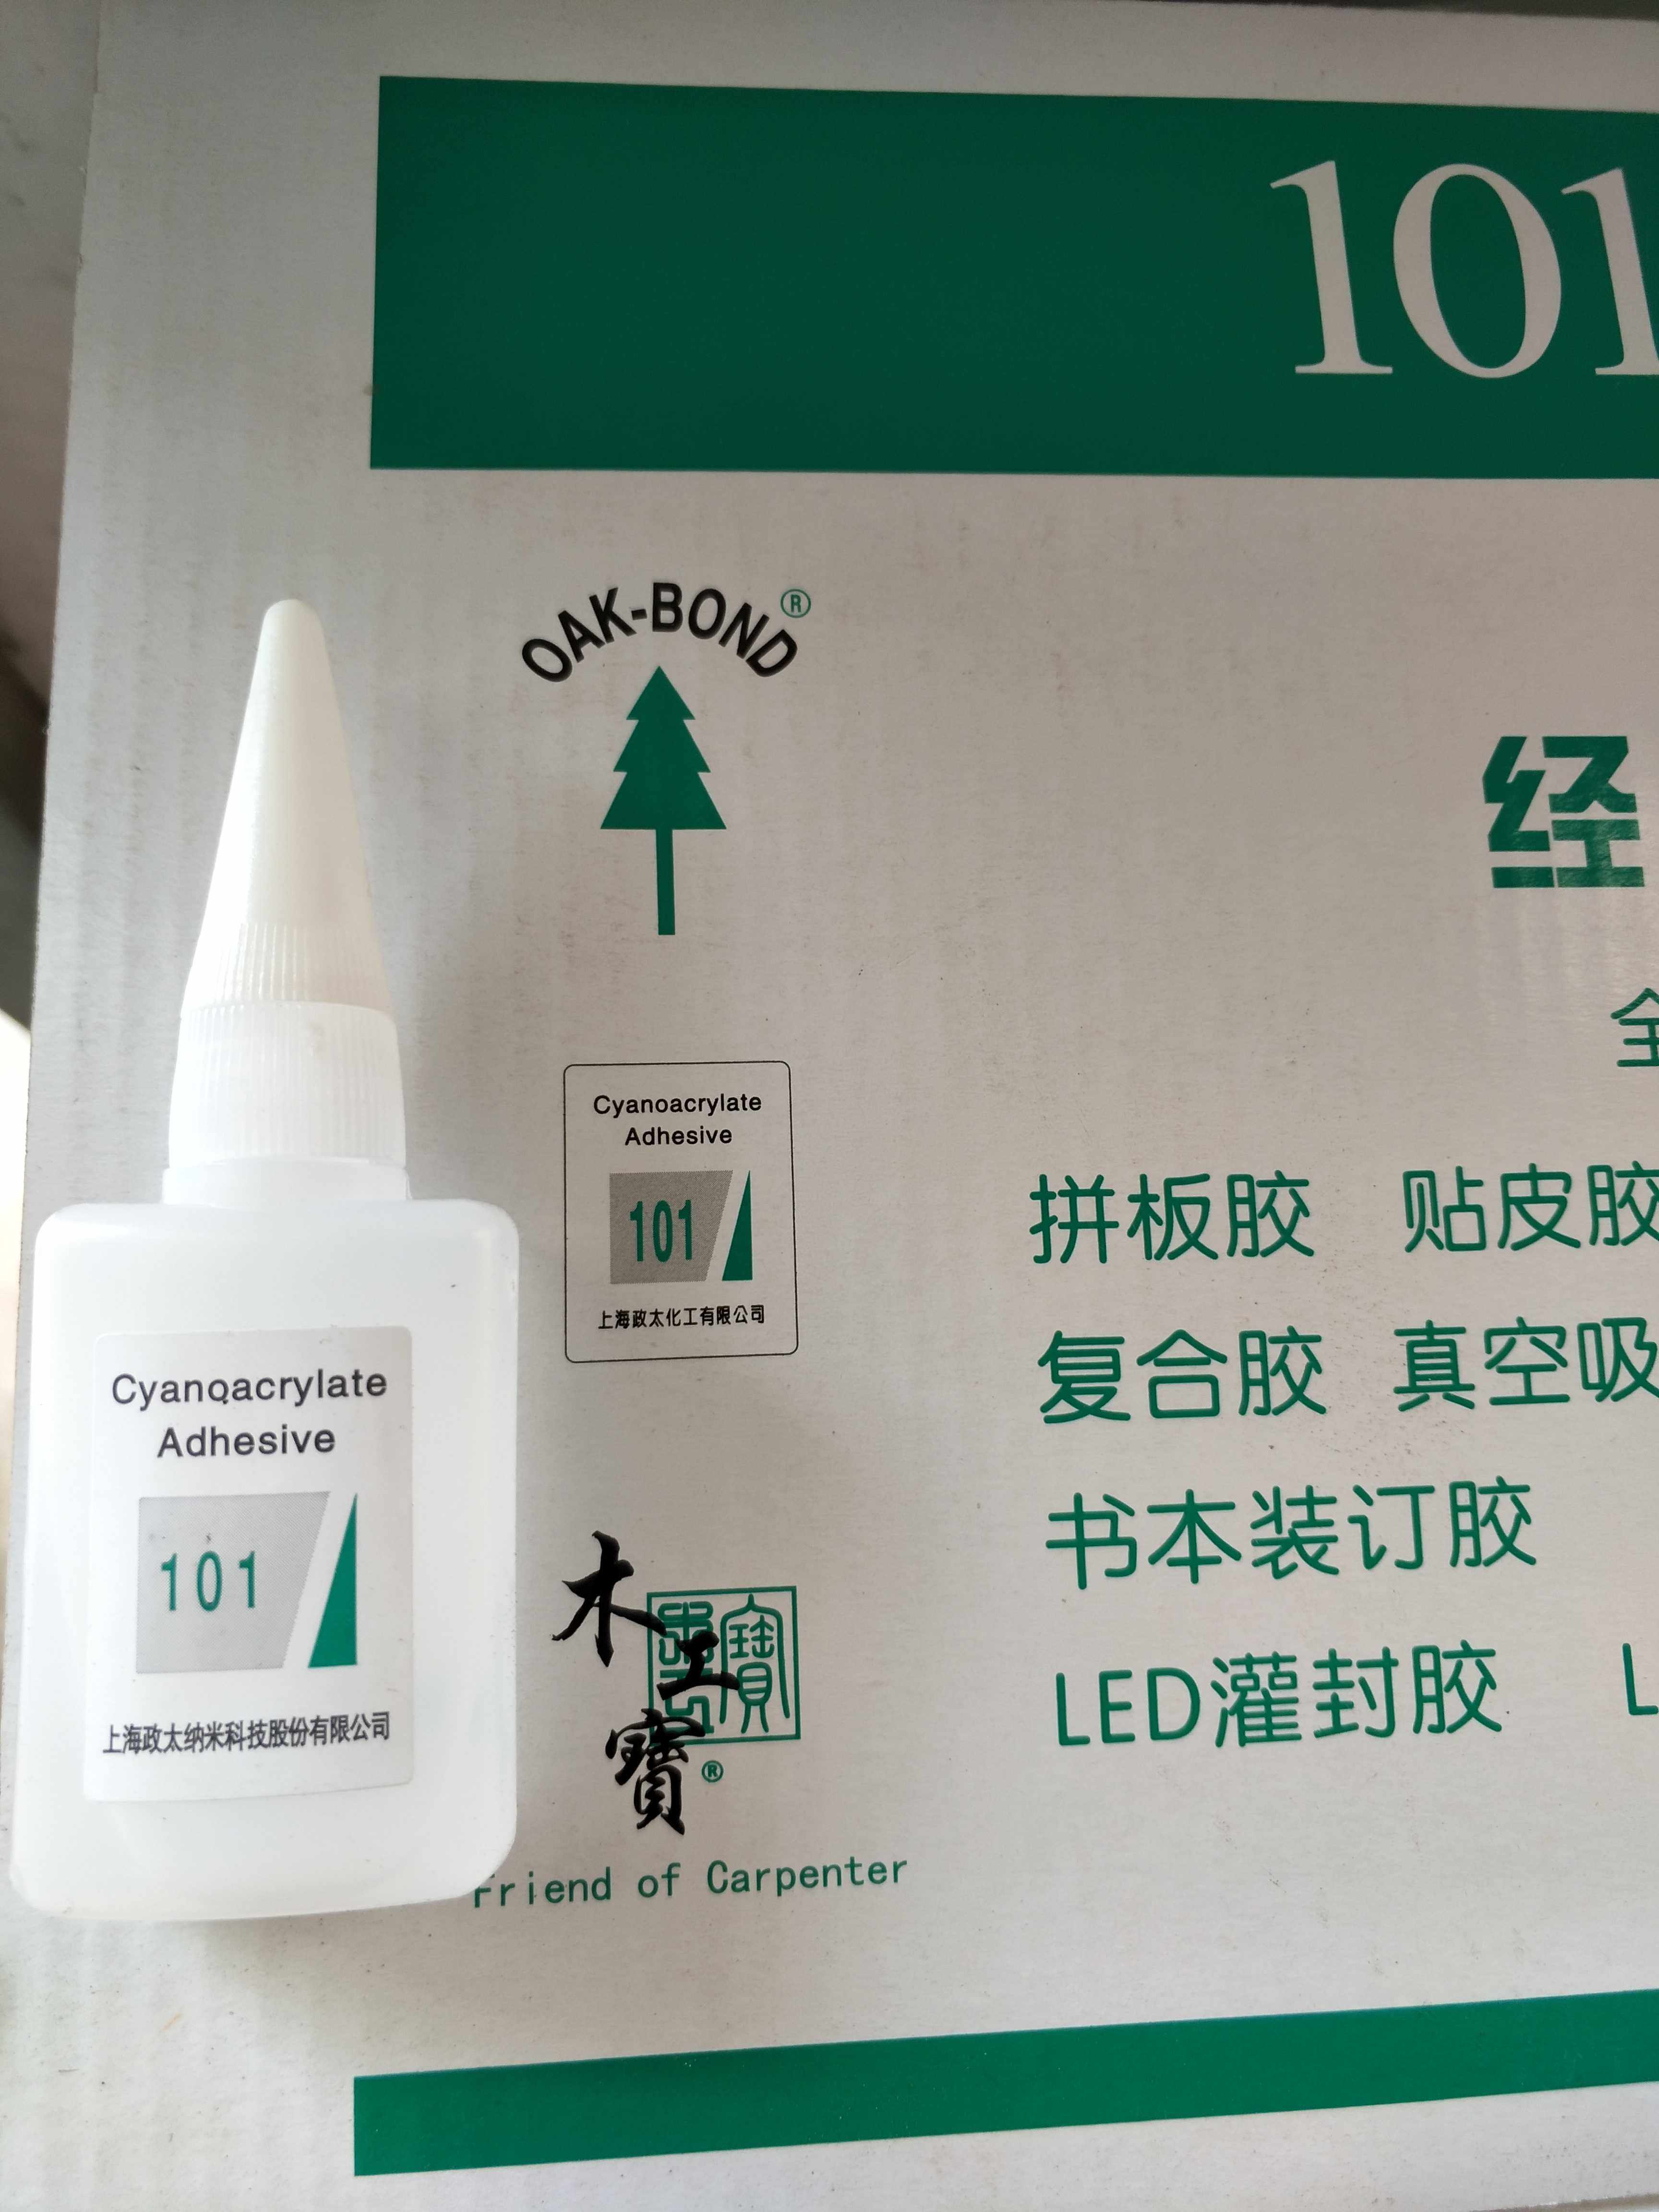 101
OAK-BOND®
经
全
Cyanoacrylate
Adhesive
101
上海政太化工有限公司
拼板胶 贴皮胶
复合胶 真空吸
书本装订胶
LED灌封胶 L
木工寶®
Friend of Carpenter
Cyanoacrylate
Adhesive
101
上海政太纳米科技股份有限公司